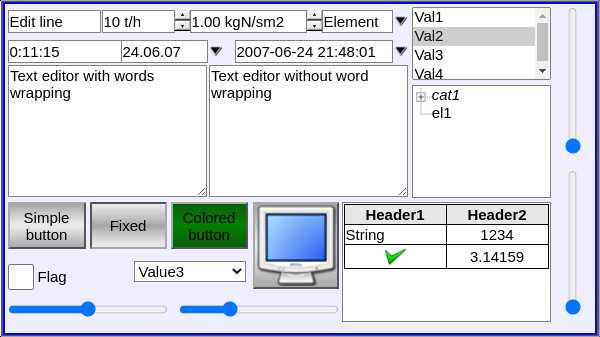 Edit line 10 t/h 1.00 kgN/sm2 Element
Val1
Val2
Val3
Val4
0:11:15 24.06.07 2007-06-24 21:48:01
Text editor with words
wrapping
Text editor without word
wrapping
cat1
el1
Simple
button
Fixed
Colored
button
Header1 Header2
String 1234
3.14159
Flag
Value3